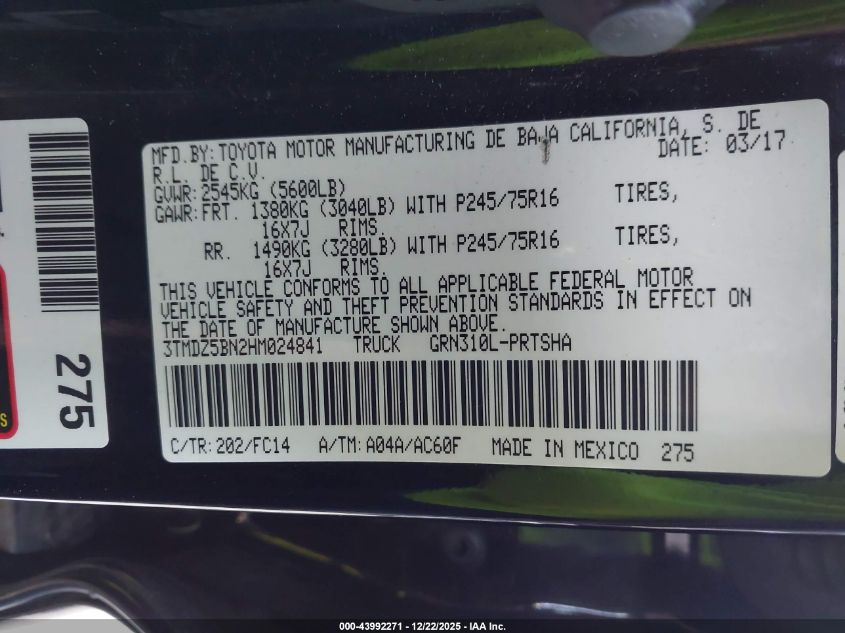 MFD.BY:TOYOTA MOTOR MANUFACTURING DE BAJA CALIFORNIA, S. DE
R.L. DE C.V. DATE: 03/17
GVWR:2545KG (5600LB)
GAWR:FRT. 1380KG (3040LB) WITH P245/75R16 TIRES,
16X7J RIMS.
RR. 1490KG (3280LB) WITH P245/75R16 TIRES,
16X7J RIMS.
THIS VEHICLE CONFORMS TO ALL APPLICABLE FEDERAL MOTOR
VEHICLE SAFETY AND THEFT PREVENTION STANDARDS IN EFFECT ON
THE DATE OF MANUFACTURE SHOWN ABOVE.
3TMDZ5BN2HM024841 TRUCK GRN310L-PRTSHA
C/TR:202/FC14 A/TM:A04A/AC60F MADE IN MEXICO 275
275
000-43992271 - 12/22/2025 - IAA Inc.